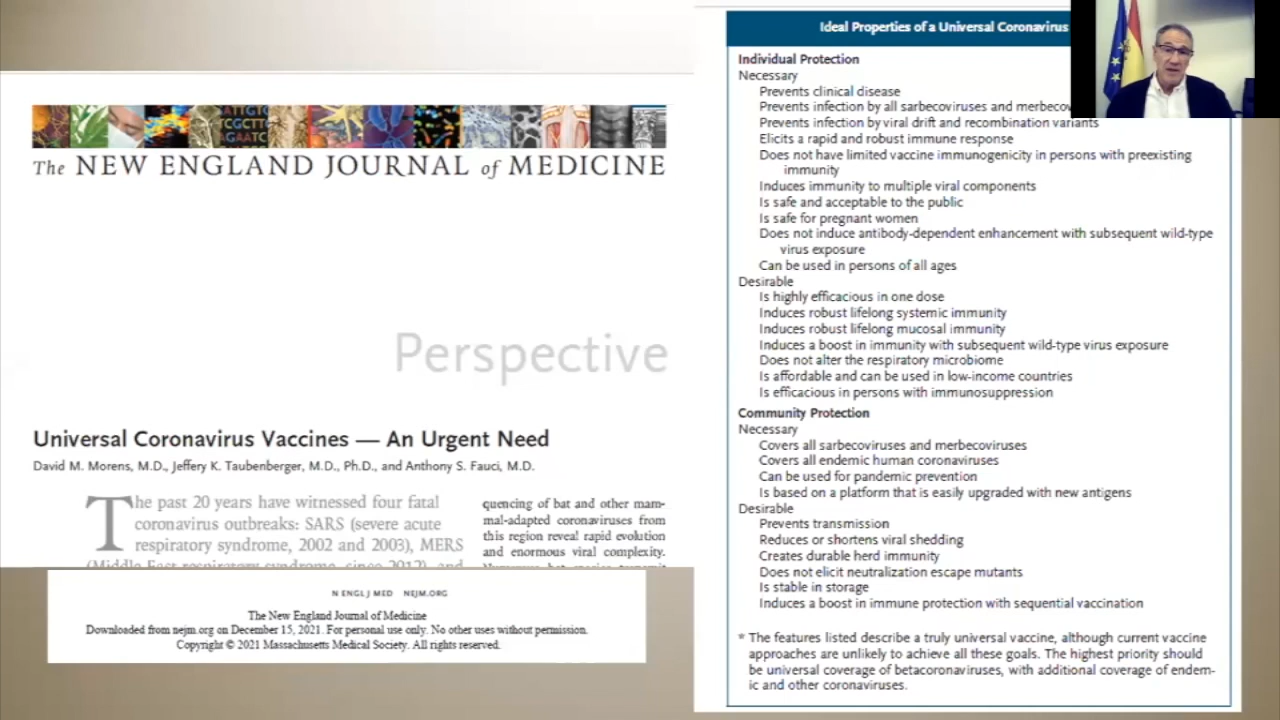 ATTGTG
TCGCTT
AGAATC
The NEW ENGLAND JOURNAL of MEDICINE
Perspective
Universal Coronavirus Vaccines — An Urgent Need
David M. Morens, M.D., Jeffery K. Taubenberger, M.D., Ph.D., and Anthony S. Fauci, M.D.
The past 20 years have witnessed four fatal
coronavirus outbreaks: SARS (severe acute
respiratory syndrome, 2002 and 2003), MERS
(Middle East respiratory syndrome, since 2012), and
quencing of bat and other mam-
mal-adapted coronaviruses from
this region reveal rapid evolution
and enormous viral complexity.
Numerous bat species transmit
N ENGL J MED NEJM.ORG
The New England Journal of Medicine
Downloaded from nejm.org on December 15, 2021. For personal use only. No other uses without permission.
Copyright © 2021 Massachusetts Medical Society. All rights reserved.
Ideal Properties of a Universal Coronavirus
Individual Protection
Necessary
Prevents clinical disease
Prevents infection by all sarbecoviruses and
Prevents infection by viral drift and recombination variants
Elicits a rapid and robust immune response
Does not have limited vaccine immunogenicity in persons with preexisting
immunity
Induces immunity to multiple viral components
Is safe and acceptable to the public
Is safe for pregnant women
Does not induce antibody-dependent enhancement with subsequent wild-type
virus exposure
Can be used in persons of all ages
Desirable
Is highly efficacious in one dose
Induces robust lifelong systemic immunity
Induces robust lifelong mucosal immunity
Induces a boost in immunity with subsequent wild-type virus exposure
Does not alter the respiratory microbiome
Is affordable and can be used in low-income countries
Is efficacious in persons with immunosuppression
Community Protection
Necessary
Covers all sarbecoviruses and merbecoviruses
Covers all endemic human coronaviruses
Can be used for pandemic prevention
Is based on a platform that is easily upgraded with new antigens
Desirable
Prevents transmission
Reduces or shortens viral shedding
Creates durable herd immunity
Does not elicit neutralization escape mutants
Is stable in storage
Induces a boost in immune protection with sequential vaccination
* The features listed describe a truly universal vaccine, although current vaccine
approaches are unlikely to achieve all these goals. The highest priority should
be universal coverage of betacoronaviruses, with additional coverage of endem-
ic and other coronaviruses.